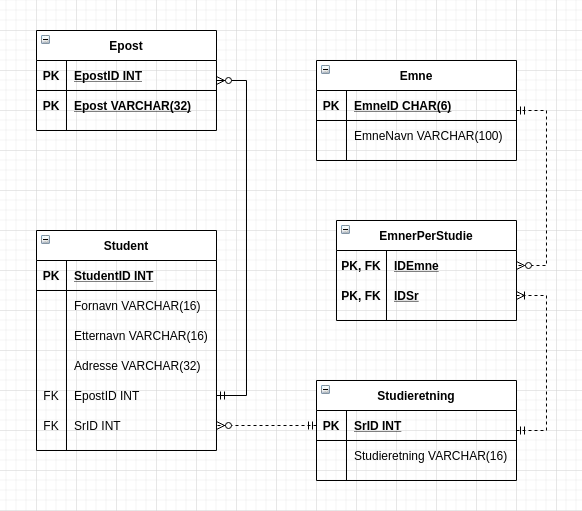 Epost
PK EpostID INT
PK Epost VARCHAR(32)
Emne
PK EmneID CHAR(6)
EmneNavn VARCHAR(100)
Student
PK StudentID INT
Fornavn VARCHAR(16)
Etternavn VARCHAR(16)
Adresse VARCHAR(32)
FK EpostID INT
FK SrID INT
EmnerPerStudie
PK, FK IDEmne
PK, FK IDSr
Studieretning
PK SrID INT
Studieretning VARCHAR(16)